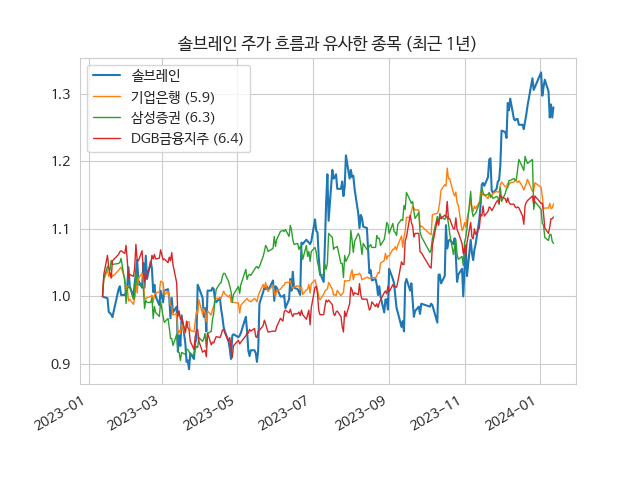 솔브레인 주가 흐름과 유사한 종목 (최근 1년)
솔브레인
기업은행 (5.9)
삼성증권 (6.3)
DGB금융지주 (6.4)
1.3
1.2
1.1
1.0
0.9
2023-01
2023-03
2023-05
2023-07
2023-09
2023-11
2024-01